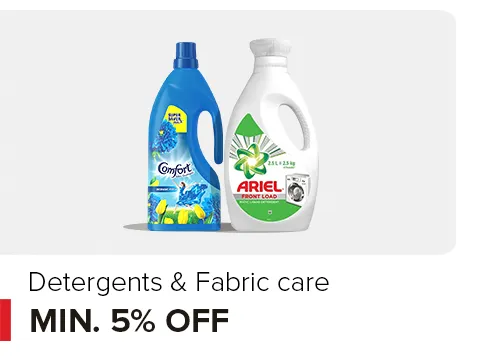 SUPER
SAVER
Comfort
2.5 L = 2.5 kg
ARIEL
FRONT LOAD
Detergents & Fabric care
MIN. 5% OFF